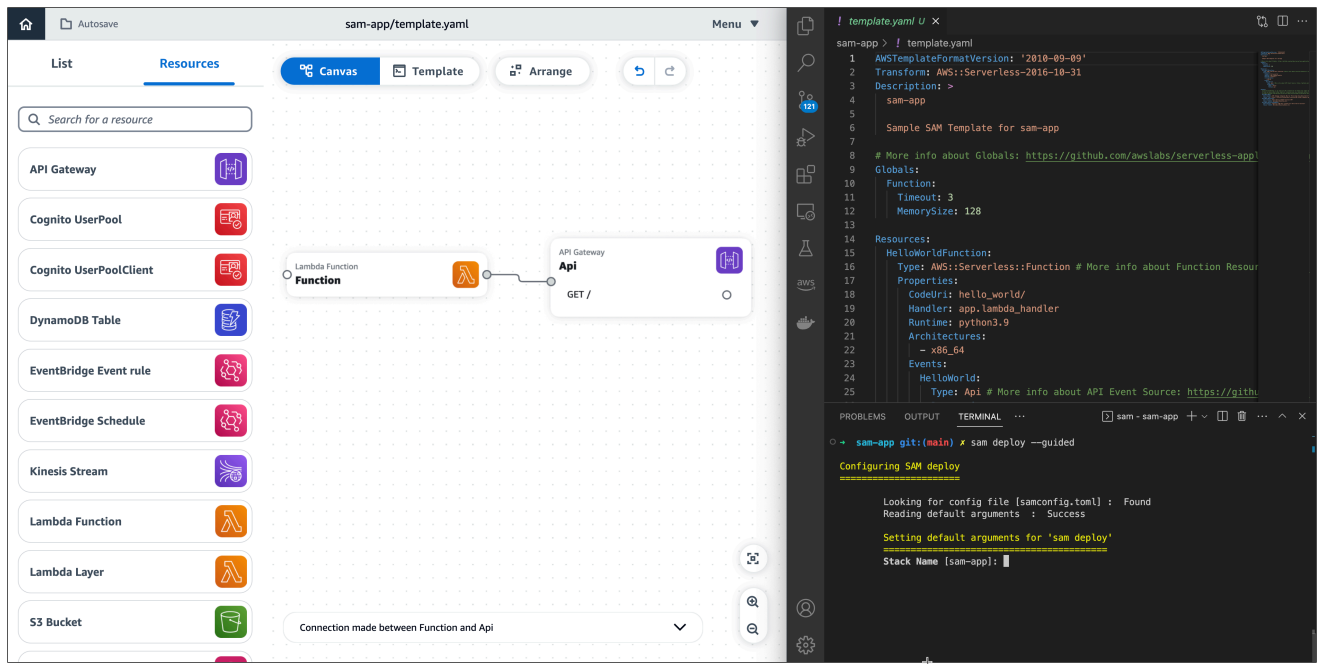 Autosave
sam-app/template.yaml
Menu
List
Resources
Search for a resource
API Gateway
Cognito UserPool
Cognito UserPoolClient
DynamoDB Table
EventBridge Event rule
EventBridge Schedule
Kinesis Stream
Lambda Function
Lambda Layer
S3 Bucket
Canvas
Template
Arrange
Lambda Function
Function
API Gateway
Api
GET /
Connection made between Function and Api
121
aws
! template.yaml U
sam-app > ! template.yaml
1 AWSTemplateFormatVersion: '2010-09-09'
2 Transform: AWS::Serverless-2016-10-31
3 Description: >
4 sam-app
5
6 Sample SAM Template for sam-app
7
8 # More info about Globals: https://github.com/awslabs/serverless-appl
9 Globals:
10 Function:
11 Timeout: 3
12 MemorySize: 128
13
14 Resources:
15 HelloWorldFunction:
16 Type: AWS::Serverless::Function # More info about Function Resour
17 Properties:
18 CodeUri: hello_world/
19 Handler: app.lambda_handler
20 Runtime: python3.9
21 Architectures:
22 - x86_64
23 Events:
24 HelloWorld:
25 Type: Api # More info about API Event Source: https://githu
PROBLEMS OUTPUT TERMINAL ... sam - sam-app
→ sam-app git:(main) ✗ sam deploy --guided
Configuring SAM deploy
======================
Looking for config file [samconfig.toml] : Found
Reading default arguments : Success
Setting default arguments for 'sam deploy'
=========================================
Stack Name [sam-app]: